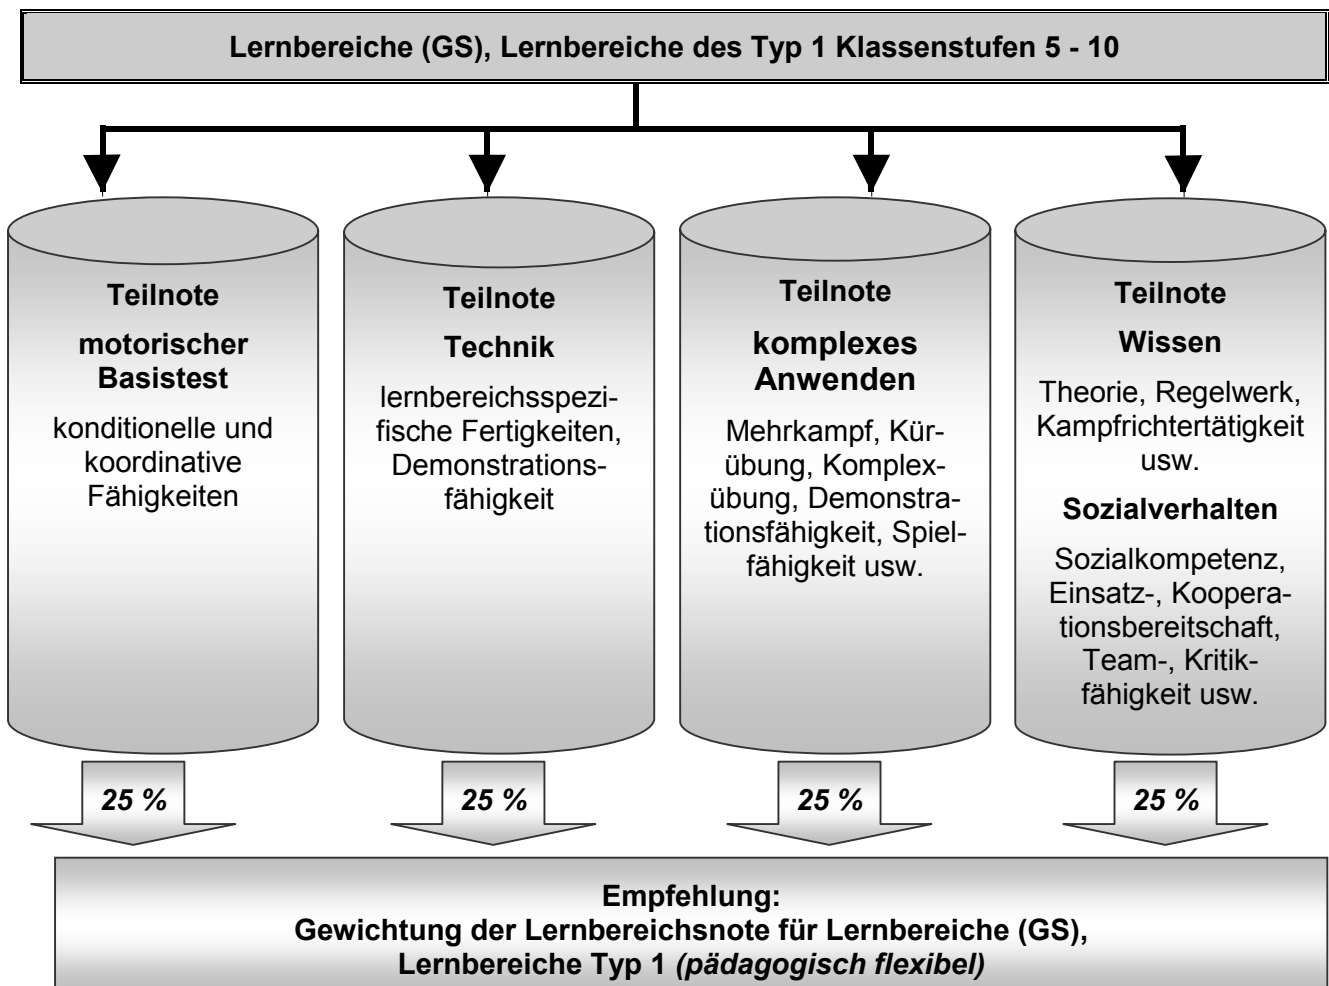 Lernbereiche (GS), Lernbereiche des Typ 1 Klassenstufen 5 - 10
Teilnote
motorischer
Basistest
konditionelle und
koordinative
Fähigkeiten
Teilnote
Technik
lernbereichsspezi-
fische Fertigkeiten,
Demonstrations-
fähigkeit
Teilnote
komplexes
Anwenden
Mehrkampf, Kür-
übung, Komplex-
übung, Demonstra-
tionsfähigkeit, Spiel-
fähigkeit usw.
Teilnote
Wissen
Theorie, Regelwerk,
Kampfrichtertätigkeit
usw.
Sozialverhalten
Sozialkompetenz,
Einsatz-, Koopera-
tionsbereitschaft,
Team-, Kritik-
fähigkeit usw.
25 %
25 %
25 %
25 %
Empfehlung:
Gewichtung der Lernbereichsnote für Lernbereiche (GS),
Lernbereiche Typ 1 (pädagogisch flexibel)